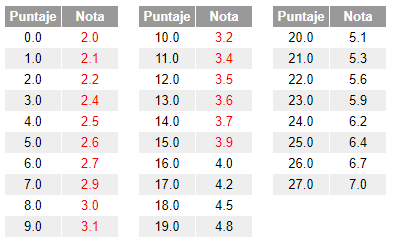 Puntaje Nota Puntaje Nota Puntaje Nota
0.0 2.0 10.0 3.2 20.0 5.1
1.0 2.1 11.0 3.4 21.0 5.3
2.0 2.2 12.0 3.5 22.0 5.6
3.0 2.4 13.0 3.6 23.0 5.9
4.0 2.5 14.0 3.7 24.0 6.2
5.0 2.6 15.0 3.9 25.0 6.4
6.0 2.7 16.0 4.0 26.0 6.7
7.0 2.9 17.0 4.2 27.0 7.0
8.0 3.0 18.0 4.5
9.0 3.1 19.0 4.8